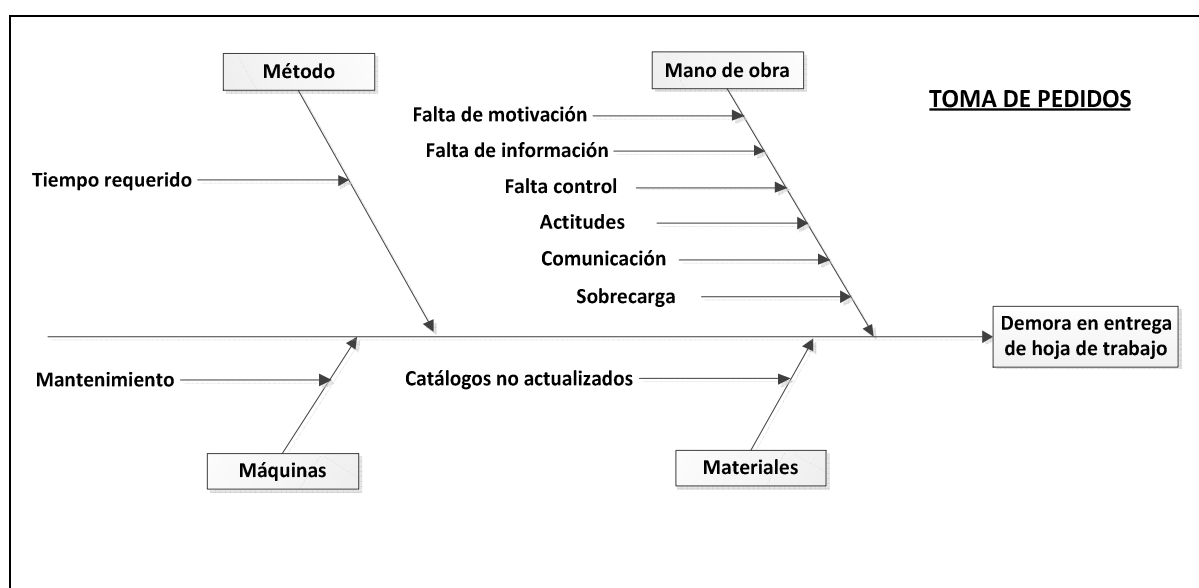 Método
Mano de obra
TOMA DE PEDIDOS
Falta de motivación
Falta de información
Tiempo requerido
Falta control
Actitudes
Comunicación
Sobrecarga
Demora en entrega
de hoja de trabajo
Mantenimiento
Catálogos no actualizados
Máquinas
Materiales